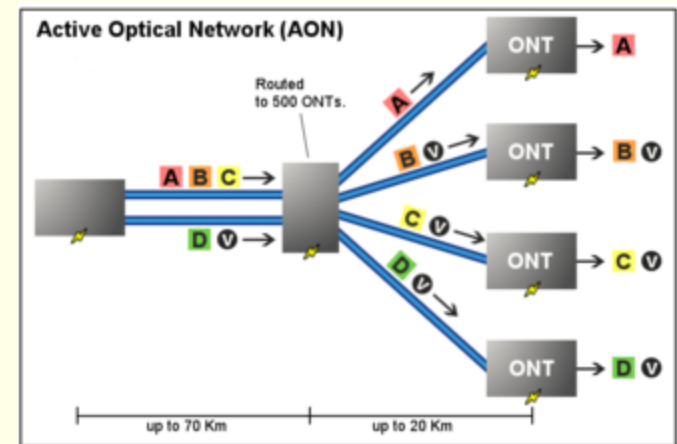 Active Optical Network (AON)
Routed
to 500 ONTs.
A B C
D V
A
B V
C V
D V
ONT
A
ONT
B V
ONT
C V
ONT
D V
up to 70 Km
up to 20 Km